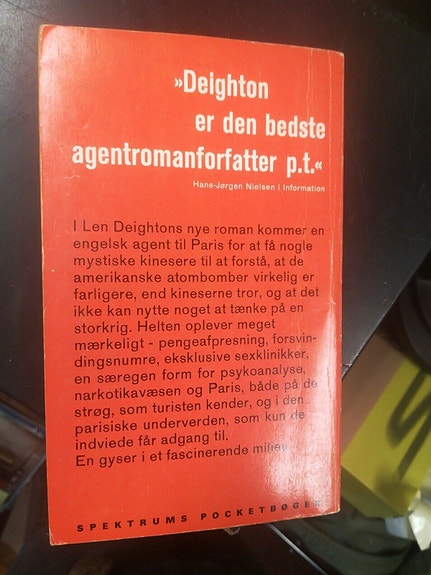 »Deighton
er den bedste
agentromanforfatter p.t.«
Hans-Jørgen Nielsen i Information
I Len Deightons nye roman kommer en
engelsk agent til Paris for at få nogle
mystiske kinesere til at forstå, at de
amerikanske atombomber virkelig er
farligere, end kineserne tror, og at det
ikke kan nytte noget at tænke på en
storkrig. Helten oplever meget
mærkeligt - pengeafpresning, forsvin-
dingsnumre, eksklusive sexklinikker,
en særegen form for psykoanalyse,
narkotikavæsen og Paris, både på de
strøg, som turisten kender, og i den
parisiske underverden, som kun de
indviede får adgang til.
En gyser i et fascinerende miljø.
SPEKTRUMS POCKETBØGER